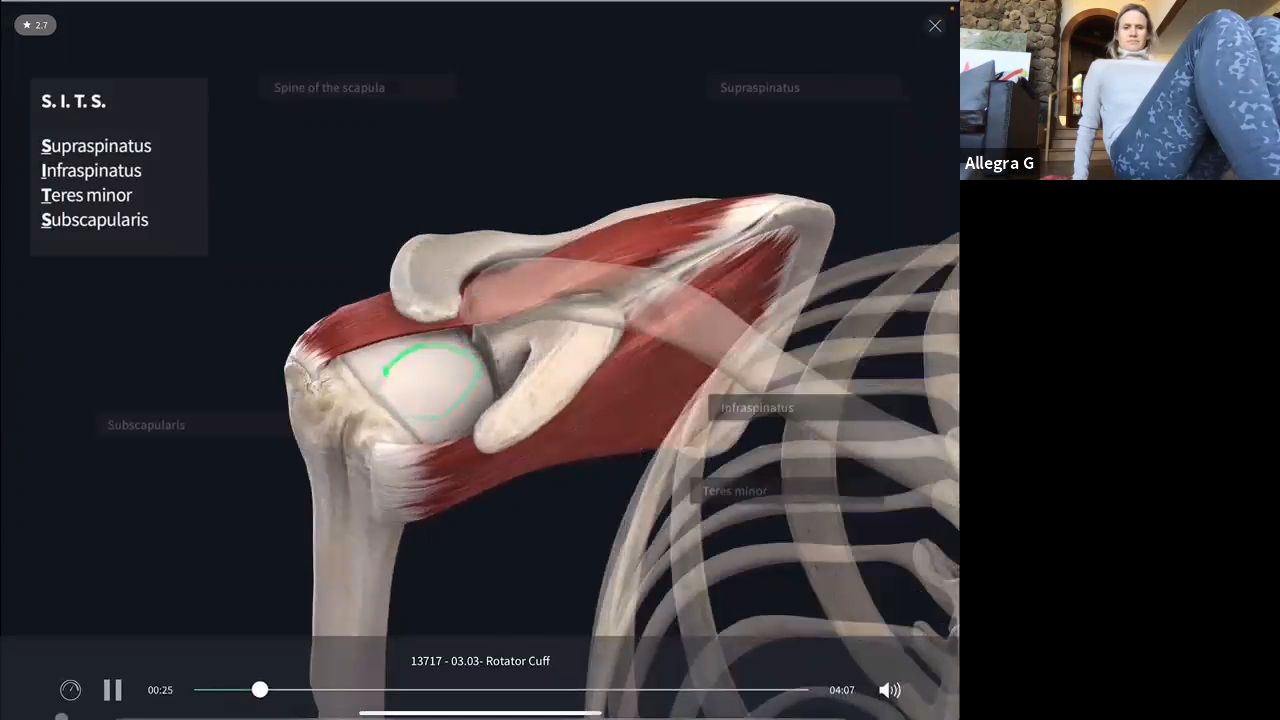 ★ 2.7
S. I. T. S.
Supraspinatus
Infraspinatus
Teres minor
Subscapularis
Spine of the scapula
Supraspinatus
Subscapularis
Infraspinatus
Teres minor
Allegra G
13717 - 03.03- Rotator Cuff
00:25
04:07